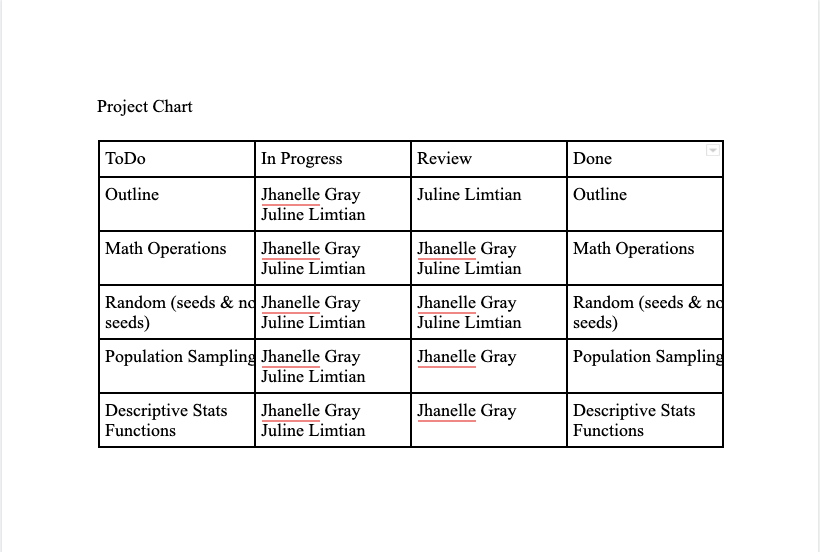 Project Chart
ToDo In Progress Review Done
Outline Jhanelle Gray Juline Limtian Outline
Juline Limtian
Math Operations Jhanelle Gray Jhanelle Gray Math Operations
Juline Limtian Juline Limtian
Random (seeds & no Jhanelle Gray Jhanelle Gray Random (seeds & no
seeds) Juline Limtian Juline Limtian seeds)
Population Sampling Jhanelle Gray Jhanelle Gray Population Sampling
Juline Limtian
Descriptive Stats Jhanelle Gray Jhanelle Gray Descriptive Stats
Functions Juline Limtian Functions